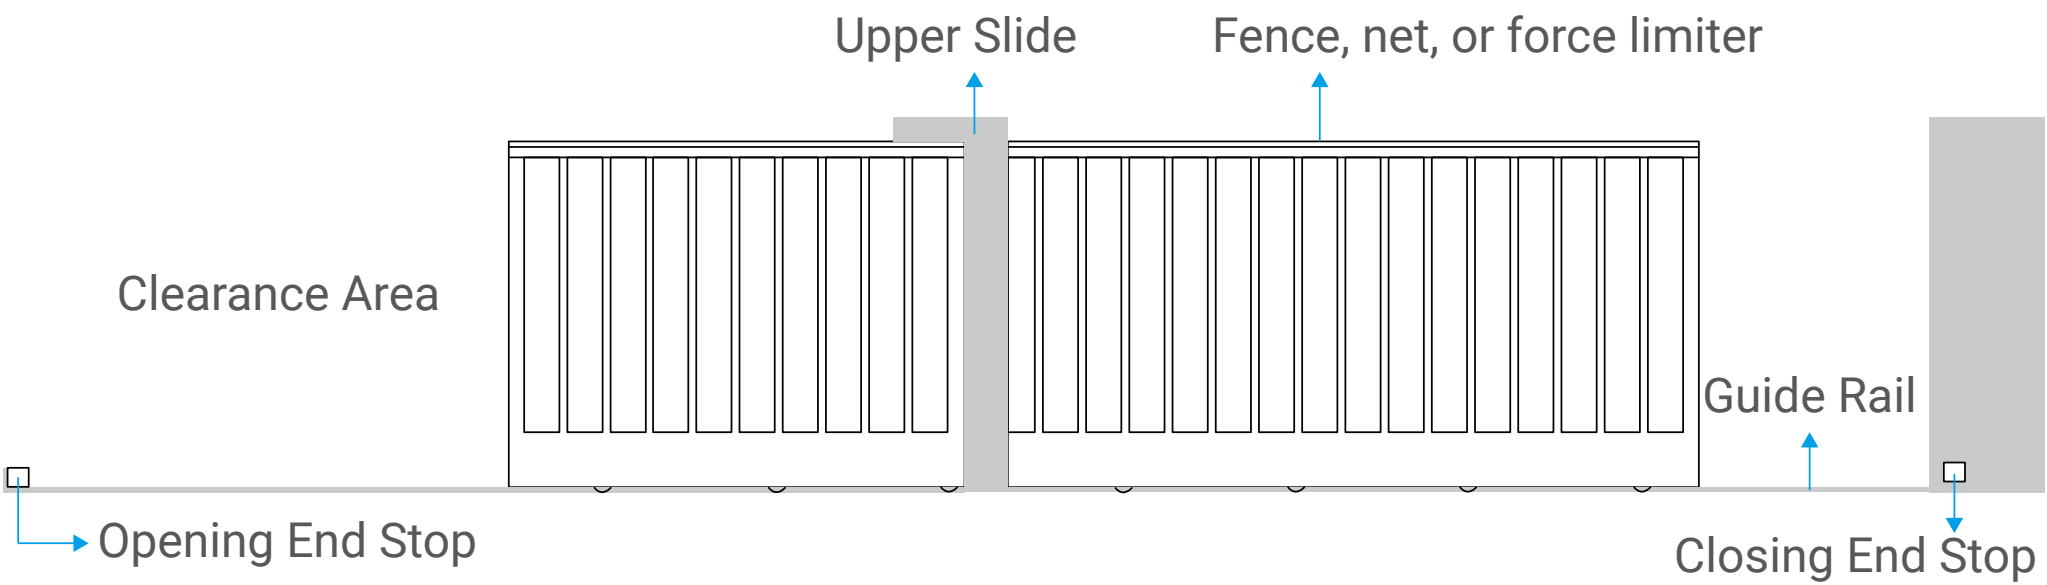 Upper Slide
Fence, net, or force limiter
Clearance Area
Guide Rail
Opening End Stop
Closing End Stop